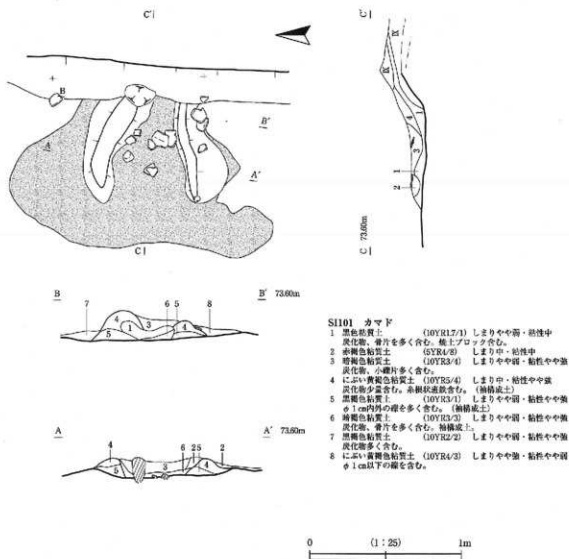 C'
C'
B
B'
A
A'
C
IX
IX
4
1
3
1
2
C
73.60m
B
B' 73.60m
7
5
4
1
3
6
5
4
8
A
A' 73.60m
4
5
3
6
2
5
4
2
SI101 カマド
1 黒色粘質土 (10YR1.7/1) しまりやや弱・粘性中
炭化物、骨片を多く含む。焼土ブロック含む。
2 赤褐色粘質土 (5YR4/8) しまり中・粘性中
3 暗褐色粘質土 (10YR3/4) しまりやや弱・粘性やや強
炭化物、小礫片多く含む。
4 にぶい黄褐色粘質土 (10YR5/4) しまり中・粘性やや強
炭化物少量含む。糸根状連鉄含む。(袖構成土)
5 黒褐色粘質土 (10YR3/1) しまりやや強・粘性やや強
φ1cm内外の礫を多く含む。(袖構成土)
6 暗褐色粘質土 (10YR3/3) しまりやや弱・粘性やや強
炭化物、骨片を多く含む。袖構成土。
7 黒褐色粘質土 (10YR2/2) しまりやや弱・粘性やや強
炭化物多く含む。
8 にぶい黄褐色粘質土 (10YR4/3) しまりやや強・粘性やや弱
φ1cm以下の礫を含む。
0 (1:25) 1m